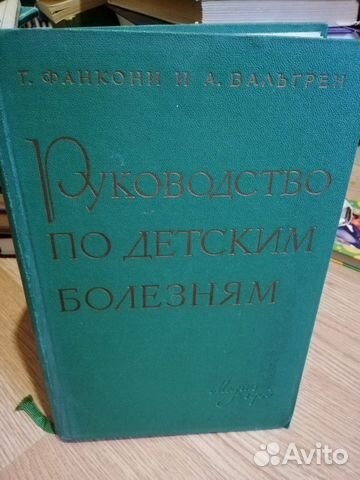 Т. ФАНКОНИ И А. ВАЛЬГРЕН
РУКОВОДСТВО
ПО ДЕТСКИМ
БОЛЕЗНЯМ
Avito